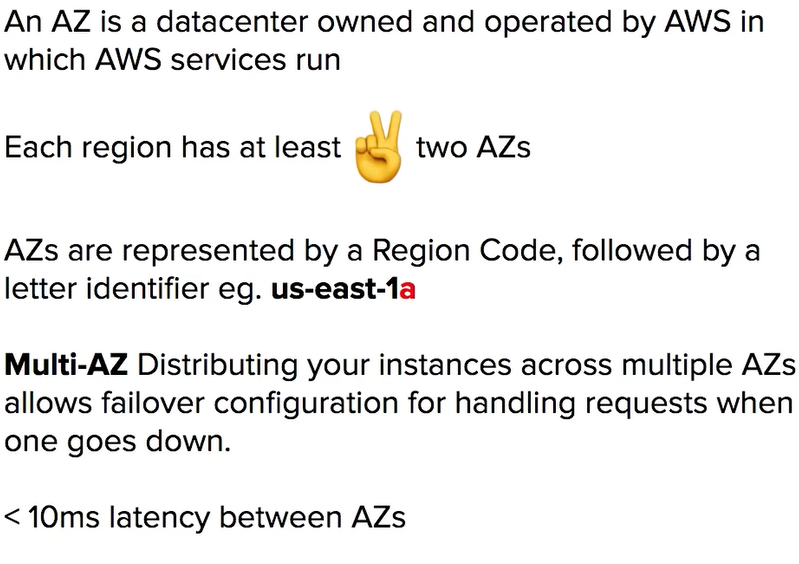 An AZ is a datacenter owned and operated by AWS in
which AWS services run
Each region has at least ✌️ two AZs
AZs are represented by a Region Code, followed by a
letter identifier eg. us-east-1a
Multi-AZ Distributing your instances across multiple AZs
allows failover configuration for handling requests when
one goes down.
< 10ms latency between AZs